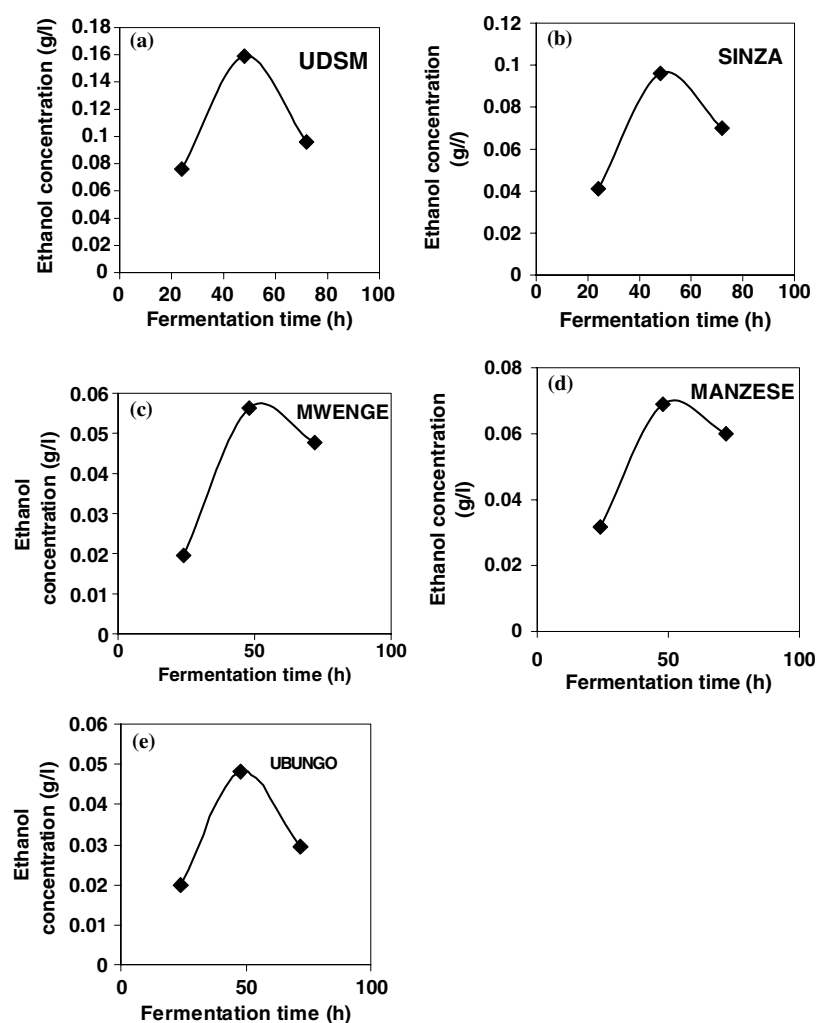 (a)
UDSM
Ethanol concentration (g/l)
0.18
0.16
0.14
0.12
0.1
0.08
0.06
0.04
0.02
0
0 20 40 60 80 100
Fermentation time (h)
(b)
SINZA
Ethanol concentration
(g//)
0.12
0.1
0.08
0.06
0.04
0.02
0
0 20 40 60 80 100
Fermentation time (h)
(c)
MWENGE
Ethanol
concentration (g/l)
0.06
0.05
0.04
0.03
0.02
0.01
0
0 50 100
Fermentation time (h)
(d)
MANZESE
Ethanol concentration
(g/l)
0.08
0.06
0.04
0.02
0
0 50 100
Fermentation time (h)
(e)
UBUNGO
Ethanol
concentration (g/l)
0.06
0.05
0.04
0.03
0.02
0.01
0
0 50 100
Fermentation time (h)